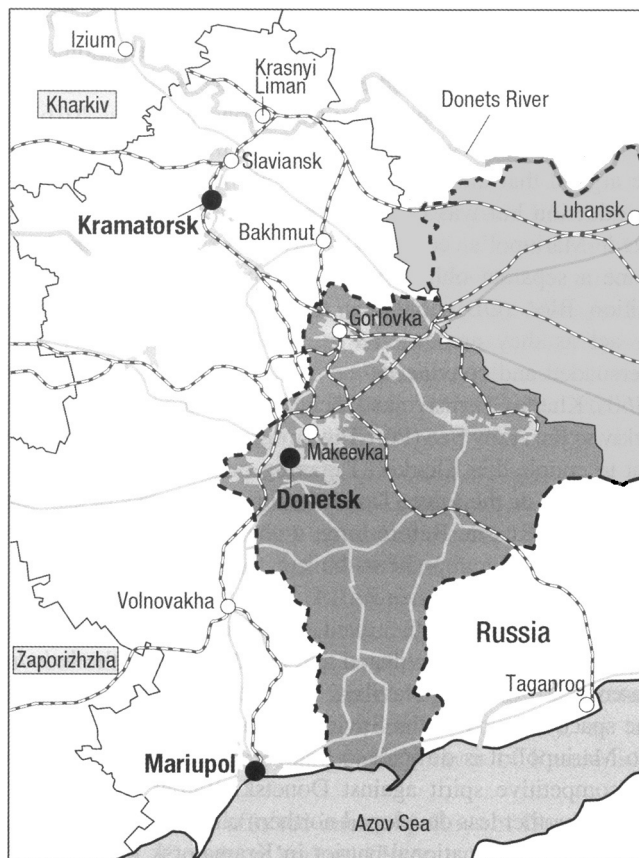 Izium
Krasnyi
Liman
Kharkiv
Donets River
Slaviansk
Kramatorsk
Luhansk
Bakhmut
Gorlovka
Makeevka
Donetsk
Volnovakha
Russia
Zaporizhzha
Taganrog
Mariupol
Azov Sea